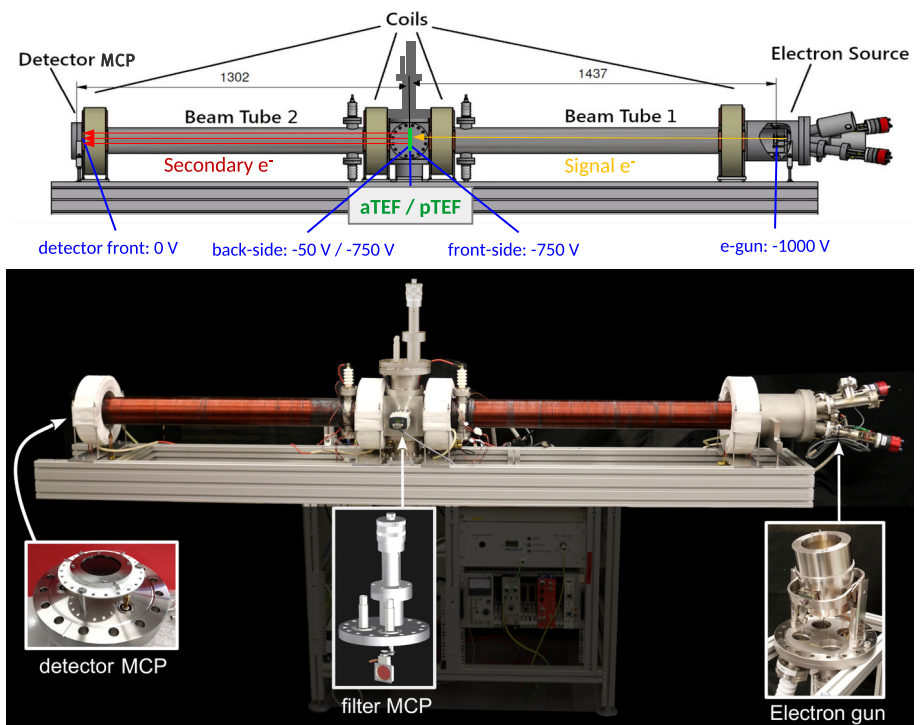 Coils
Detector MCP
Electron Source
1302
1437
Beam Tube 2
Beam Tube 1
Secondary e-
Signal e-
aTEF / pTEF
detector front: 0 V
back-side: -50 V / -750 V
front-side: -750 V
e-gun: -1000 V
detector MCP
filter MCP
Electron gun